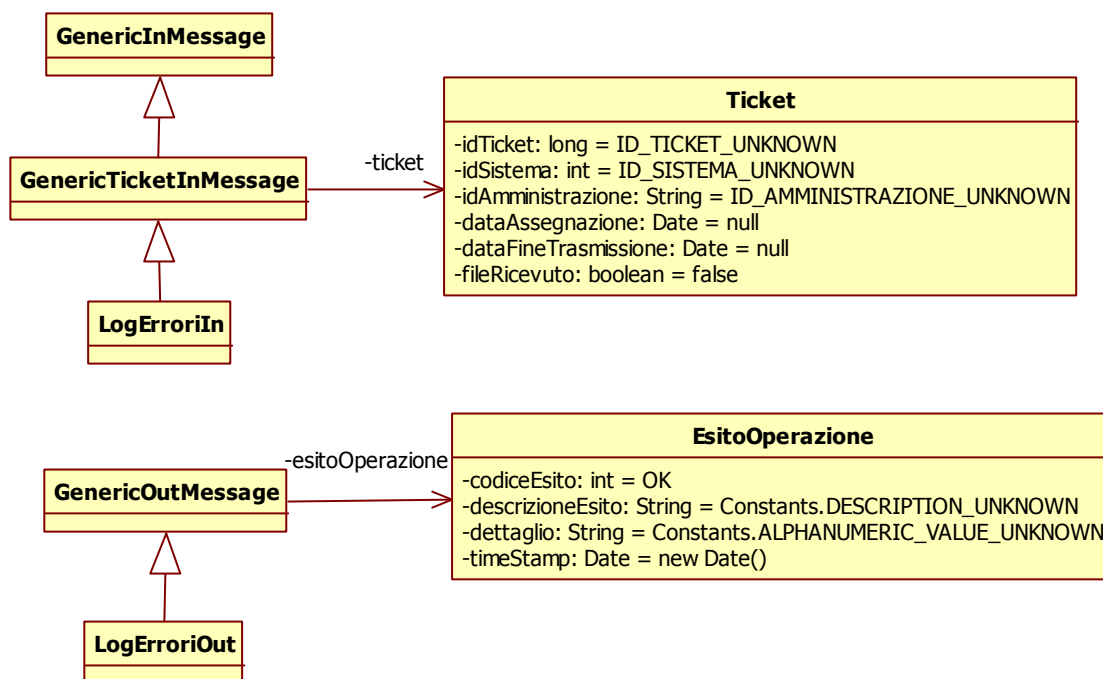 GenericInMessage
GenericTicketInMessage
-ticket
Ticket
-idTicket: long = ID_TICKET_UNKNOWN
-idSistema: int = ID_SISTEMA_UNKNOWN
-idAmministrazione: String = ID_AMMINISTRAZIONE_UNKNOWN
-dataAssegnazione: Date = null
-dataFineTrasmissione: Date = null
-fileRicevuto: boolean = false
LogErroriIn
GenericOutMessage
-esitoOperazione
EsitoOperazione
-codiceEsito: int = OK
-descrizioneEsito: String = Constants.DESCRIPTION_UNKNOWN
-dettaglio: String = Constants.ALPHANUMERIC_VALUE_UNKNOWN
-timeStamp: Date = new Date()
LogErroriOut